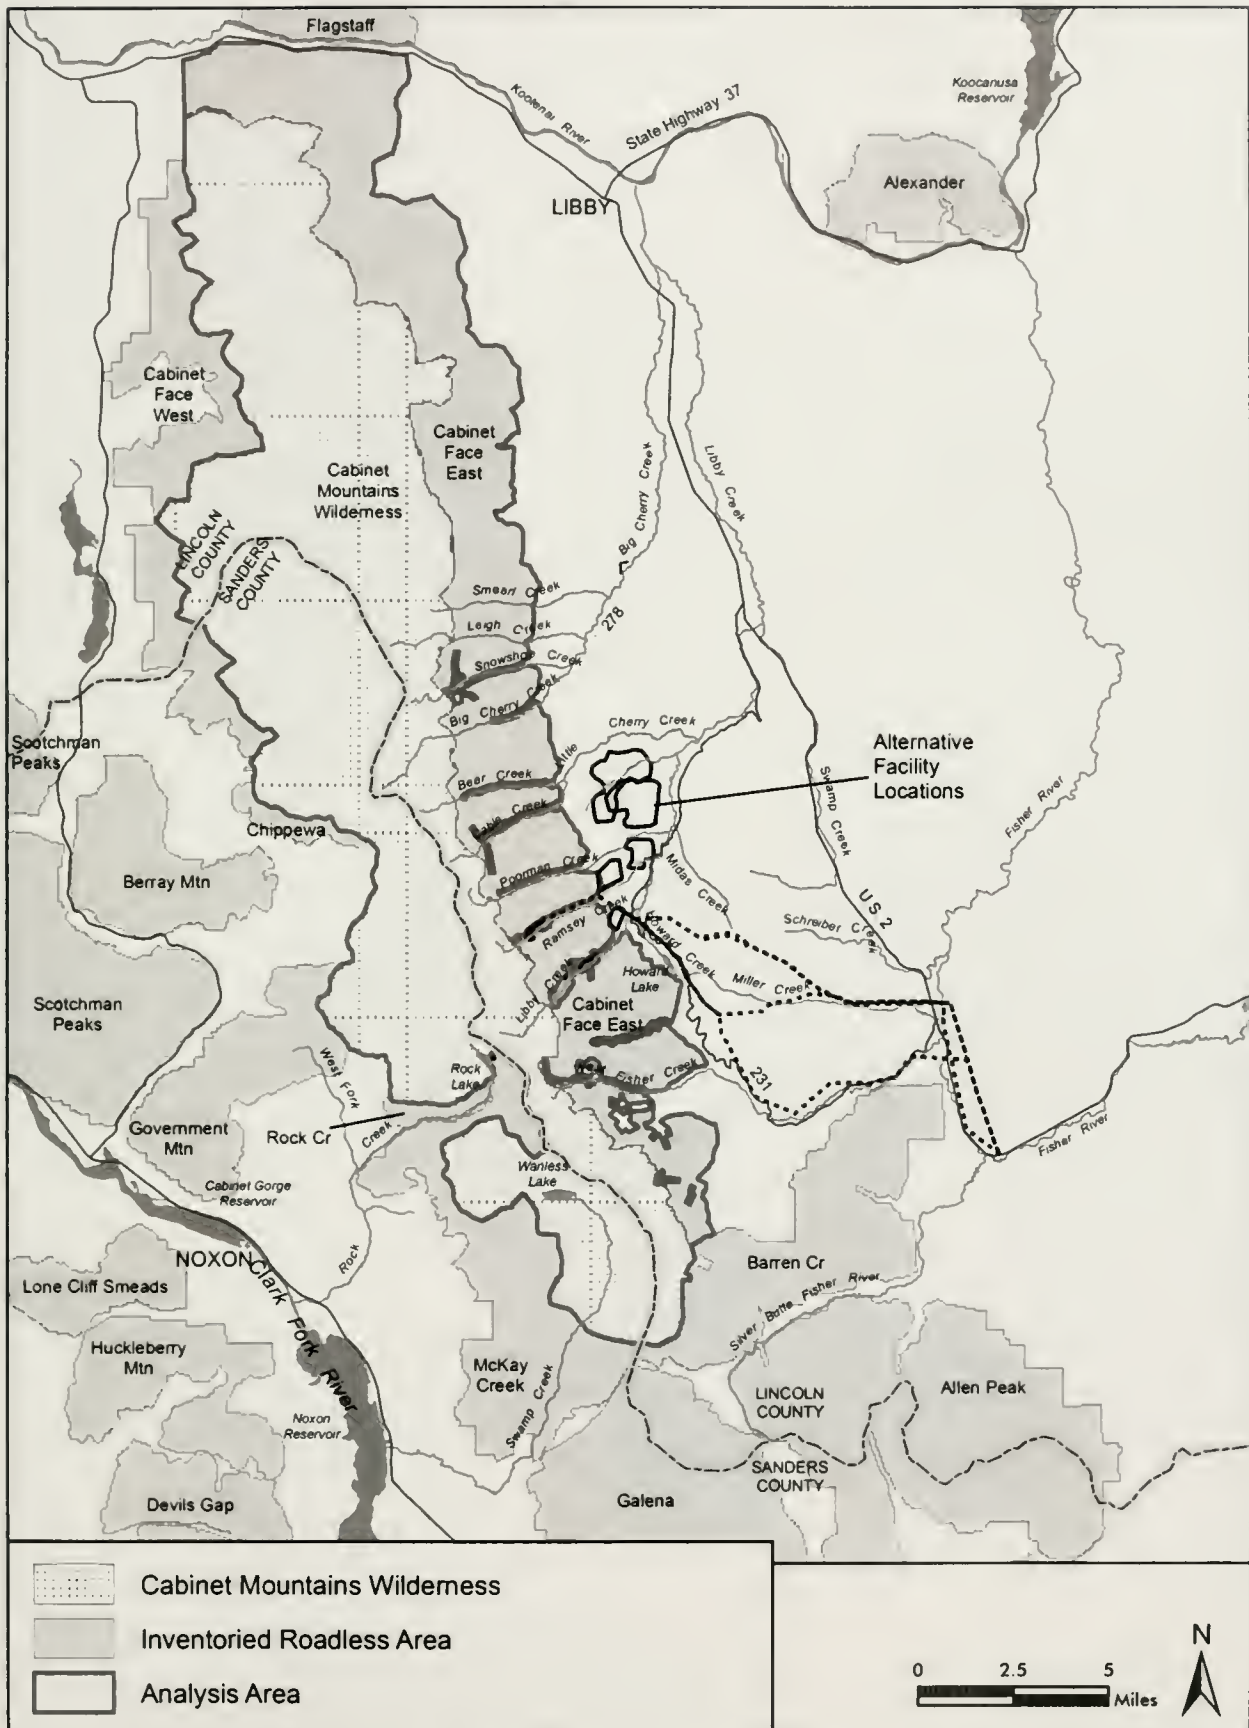 Flagstaff
Kootenai River
State Highway 37
Koocanusa
Reservoir
Alexander
LIBBY
Cabinet
Face
West
Cabinet
Face
East
Cabinet
Mountains
Wilderness
Big Cherry Creek
Libby Creek
LINCOLN
COUNTY
SANDERS
COUNTY
Smearl Creek
278
Leigh Creek
Snowshoe Creek
Big Cherry Creek
Little Cherry Creek
Scotchman
Peaks
Alternative
Facility
Locations
Bear Creek
Cable Creek
Swamp Creek
Fisher River
Chippewa
Berray Mtn
Poorman Creek
Midas Creek
US 2
Ramsey Creek
Howard Creek
Schreiber Creek
Libby Creek
Howard
Lake
Miller Creek
Scotchman
Peaks
Cabinet
Face East
West Fork
Rock
Lake
West Fisher Creek
231
Government
Mtn
Rock Cr
Rock Creek
Fisher River
Cabinet Gorge
Reservoir
Wanless
Lake
NOXON
Clark Fork River
Barren Cr
Lone Cliff Smeads
Silver Butte Fisher River
Huckleberry
Mtn
McKay
Creek
Swamp Creek
LINCOLN
COUNTY
Allen Peak
Noxon
Reservoir
SANDERS
COUNTY
Devils Gap
Galena
Cabinet Mountains Wilderness
Inventoried Roadless Area
Analysis Area
N
0 2.5 5
Miles